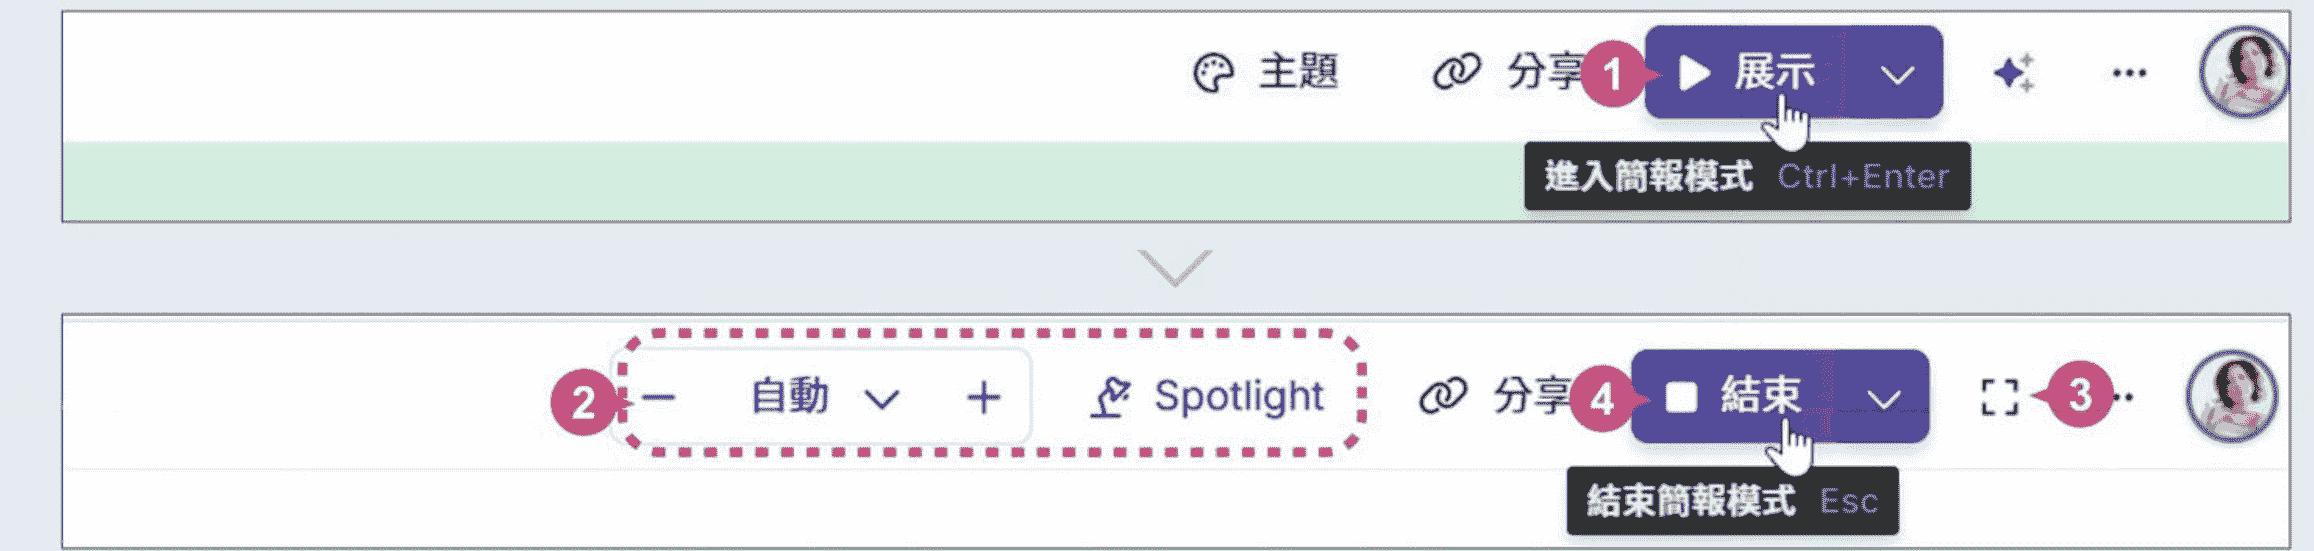 主題 分享 1 展示 ...
進入簡報模式 Ctrl+Enter
2 − 自動 + Spotlight 分享 4 結束 3
結束簡報模式 Esc